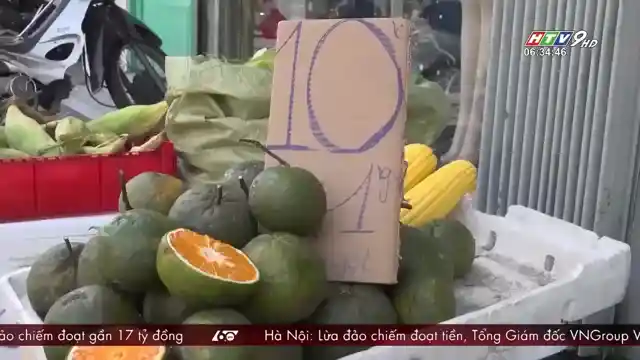 HTV9 HD
06:34:46
10
1 kg
ảo chiếm đoạt gần 17 tỷ đồng
60
Hà Nội: Lừa đảo chiếm đoạt tiền, Tổng Giám đốc VNGroup V